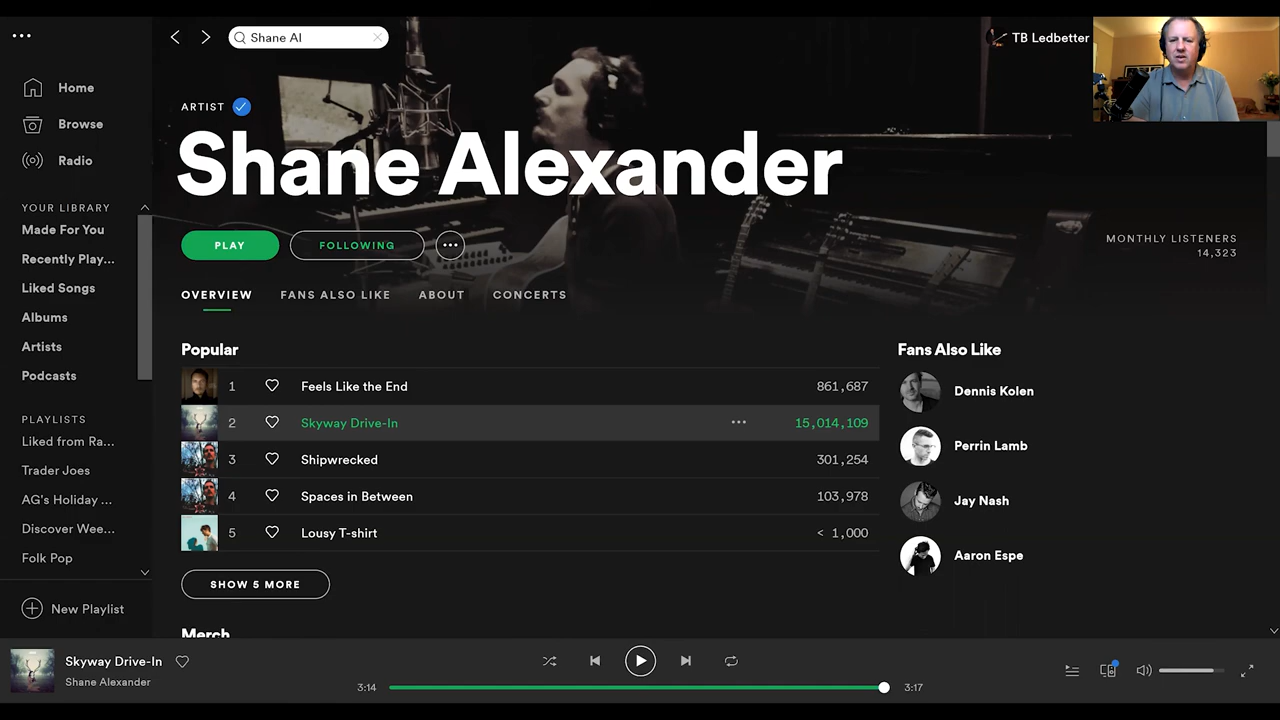 Shane Al
TB Ledbetter
Home
Browse
Radio
YOUR LIBRARY
Made For You
Recently Play...
Liked Songs
Albums
Artists
Podcasts
PLAYLISTS
Liked from Ra...
Trader Joes
AG's Holiday ...
Discover Wee...
Folk Pop
New Playlist
ARTIST
Shane Alexander
PLAY
FOLLOWING
MONTHLY LISTENERS
14,323
OVERVIEW FANS ALSO LIKE ABOUT CONCERTS
Popular
1 Feels Like the End 861,687
2 Skyway Drive-In 15,014,109
3 Shipwrecked 301,254
4 Spaces in Between 103,978
5 Lousy T-shirt < 1,000
SHOW 5 MORE
Merch
Fans Also Like
Dennis Kolen
Perrin Lamb
Jay Nash
Aaron Espe
Skyway Drive-In
Shane Alexander
3:14
3:17